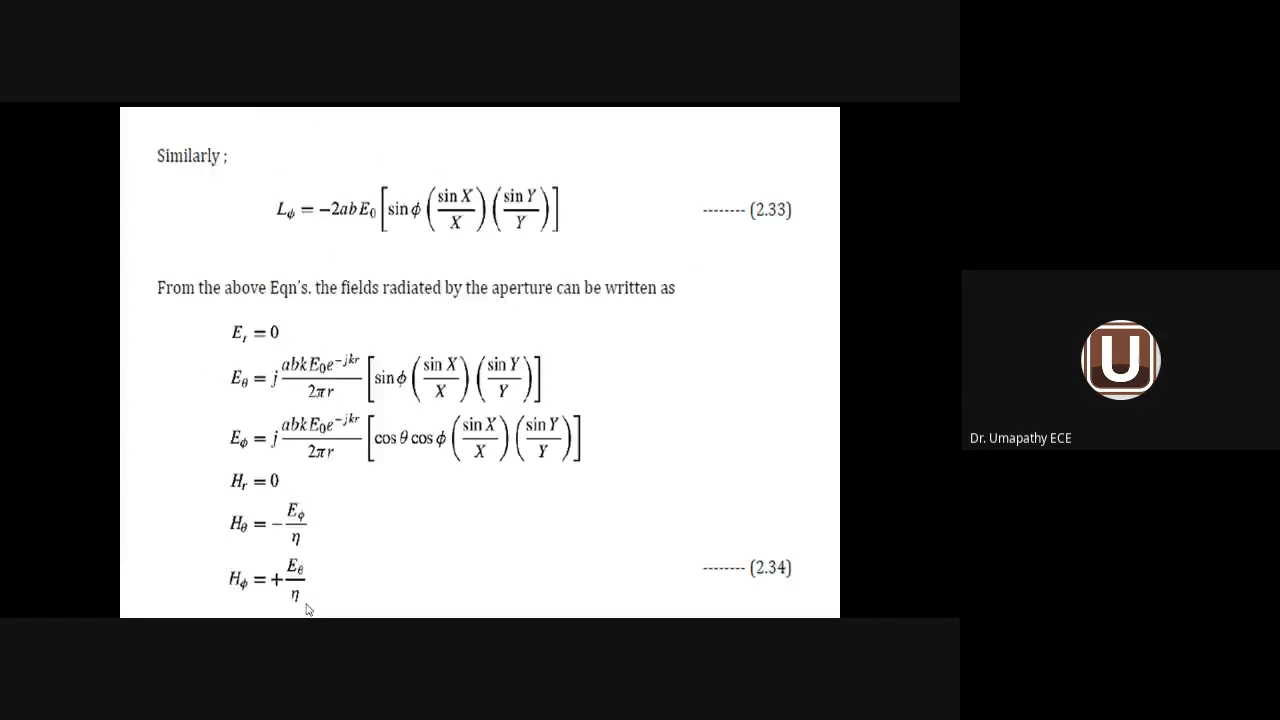 Similarly ;
L_ϕ = −2abE_0 [ sin ϕ ( sin X / X ) ( sin Y / Y ) ] -------- (2.33)
From the above Eqn's. the fields radiated by the aperture can be written as
E_r = 0
E_θ = j abkE_0e^{−jkr} / 2πr [ sin ϕ ( sin X / X ) ( sin Y / Y ) ]
E_ϕ = j abkE_0e^{−jkr} / 2πr [ cos θ cos ϕ ( sin X / X ) ( sin Y / Y ) ]
H_r = 0
H_θ = − E_ϕ / η
H_ϕ = + E_θ / η -------- (2.34)
U
Dr. Umapathy ECE